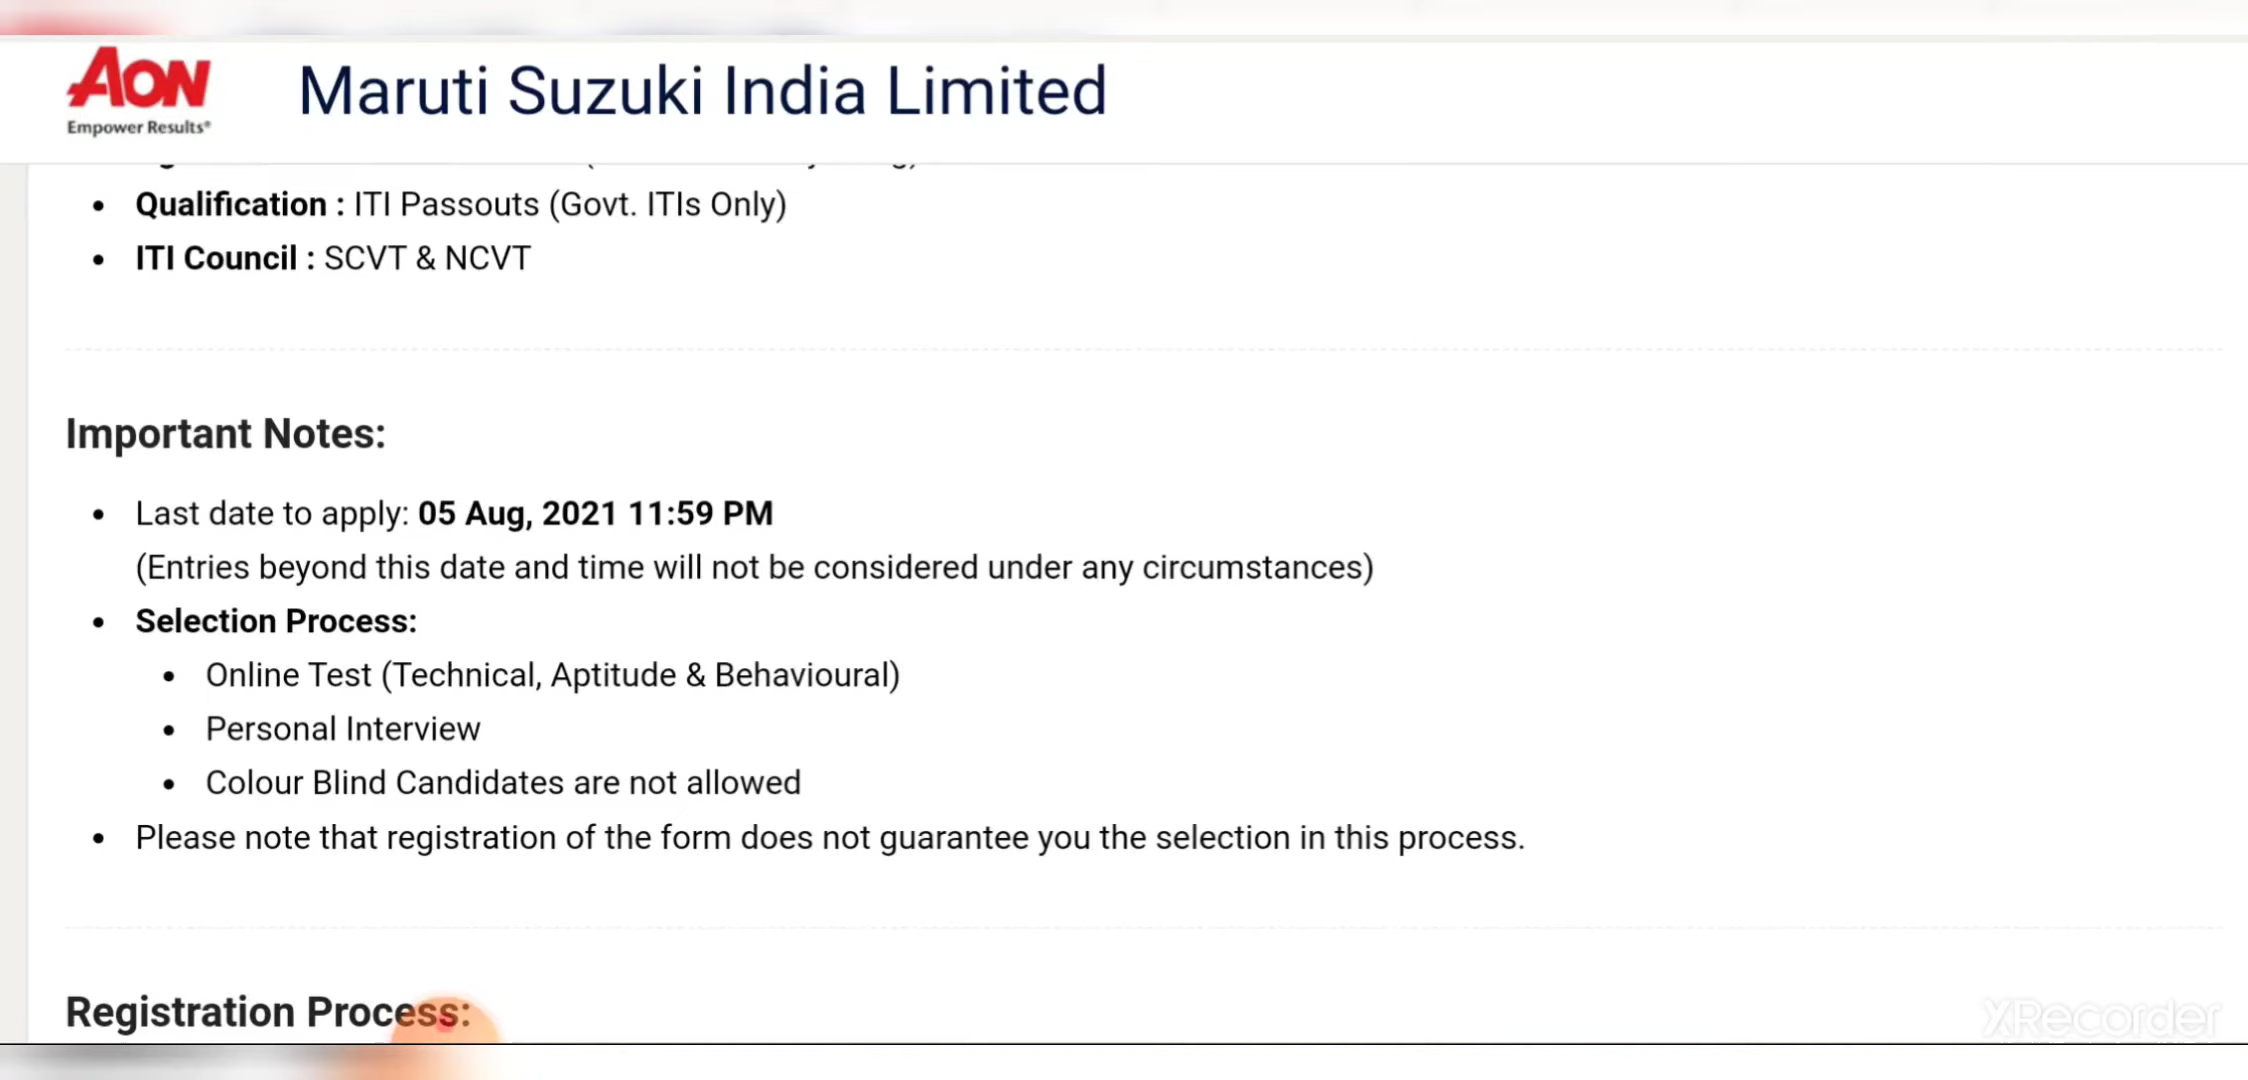 AON
Empower Results®
Maruti Suzuki India Limited
• Qualification : ITI Passouts (Govt. ITIs Only)
• ITI Council : SCVT & NCVT
Important Notes:
• Last date to apply: 05 Aug, 2021 11:59 PM
(Entries beyond this date and time will not be considered under any circumstances)
• Selection Process:
• Online Test (Technical, Aptitude & Behavioural)
• Personal Interview
• Colour Blind Candidates are not allowed
• Please note that registration of the form does not guarantee you the selection in this process.
Registration Process:
XRecorder